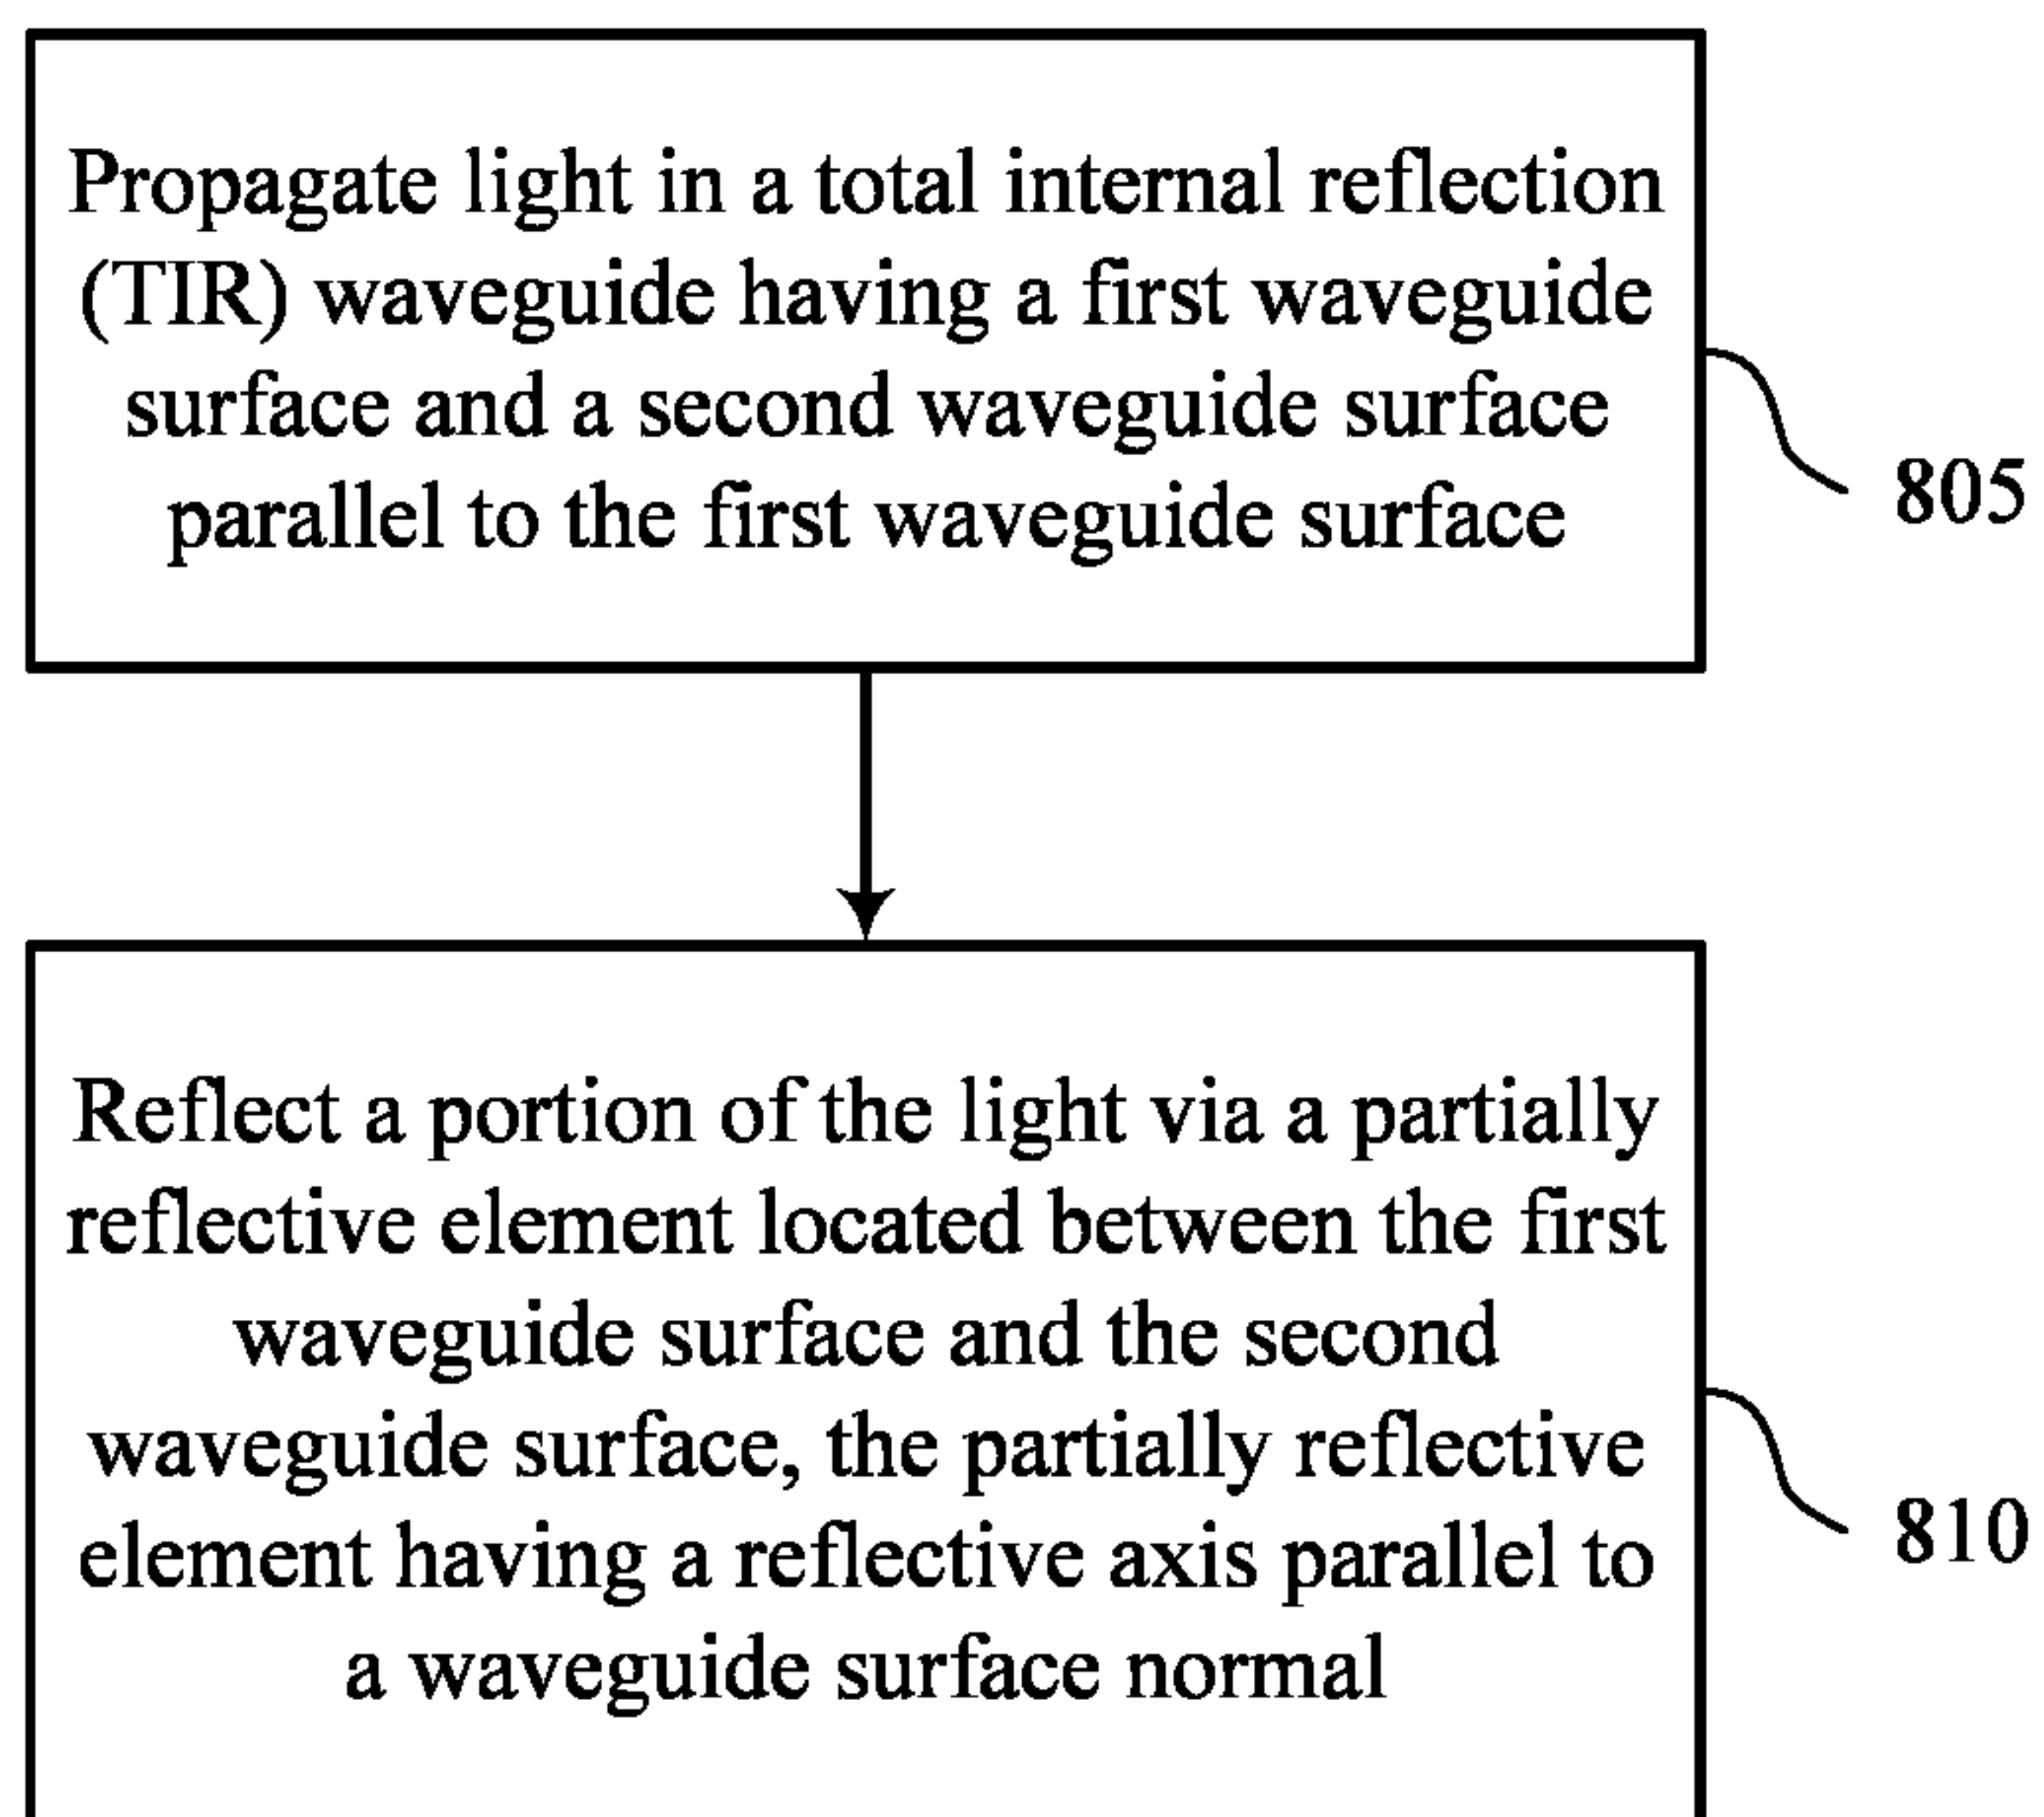 Propagate light in a total internal reflection
(TIR) waveguide having a first waveguide
surface and a second waveguide surface
parallel to the first waveguide surface
805
Reflect a portion of the light via a partially
reflective element located between the first
waveguide surface and the second
waveguide surface, the partially reflective
element having a reflective axis parallel to
a waveguide surface normal
810